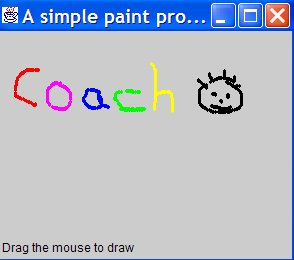 A simple paint pro...
Coach
Drag the mouse to draw